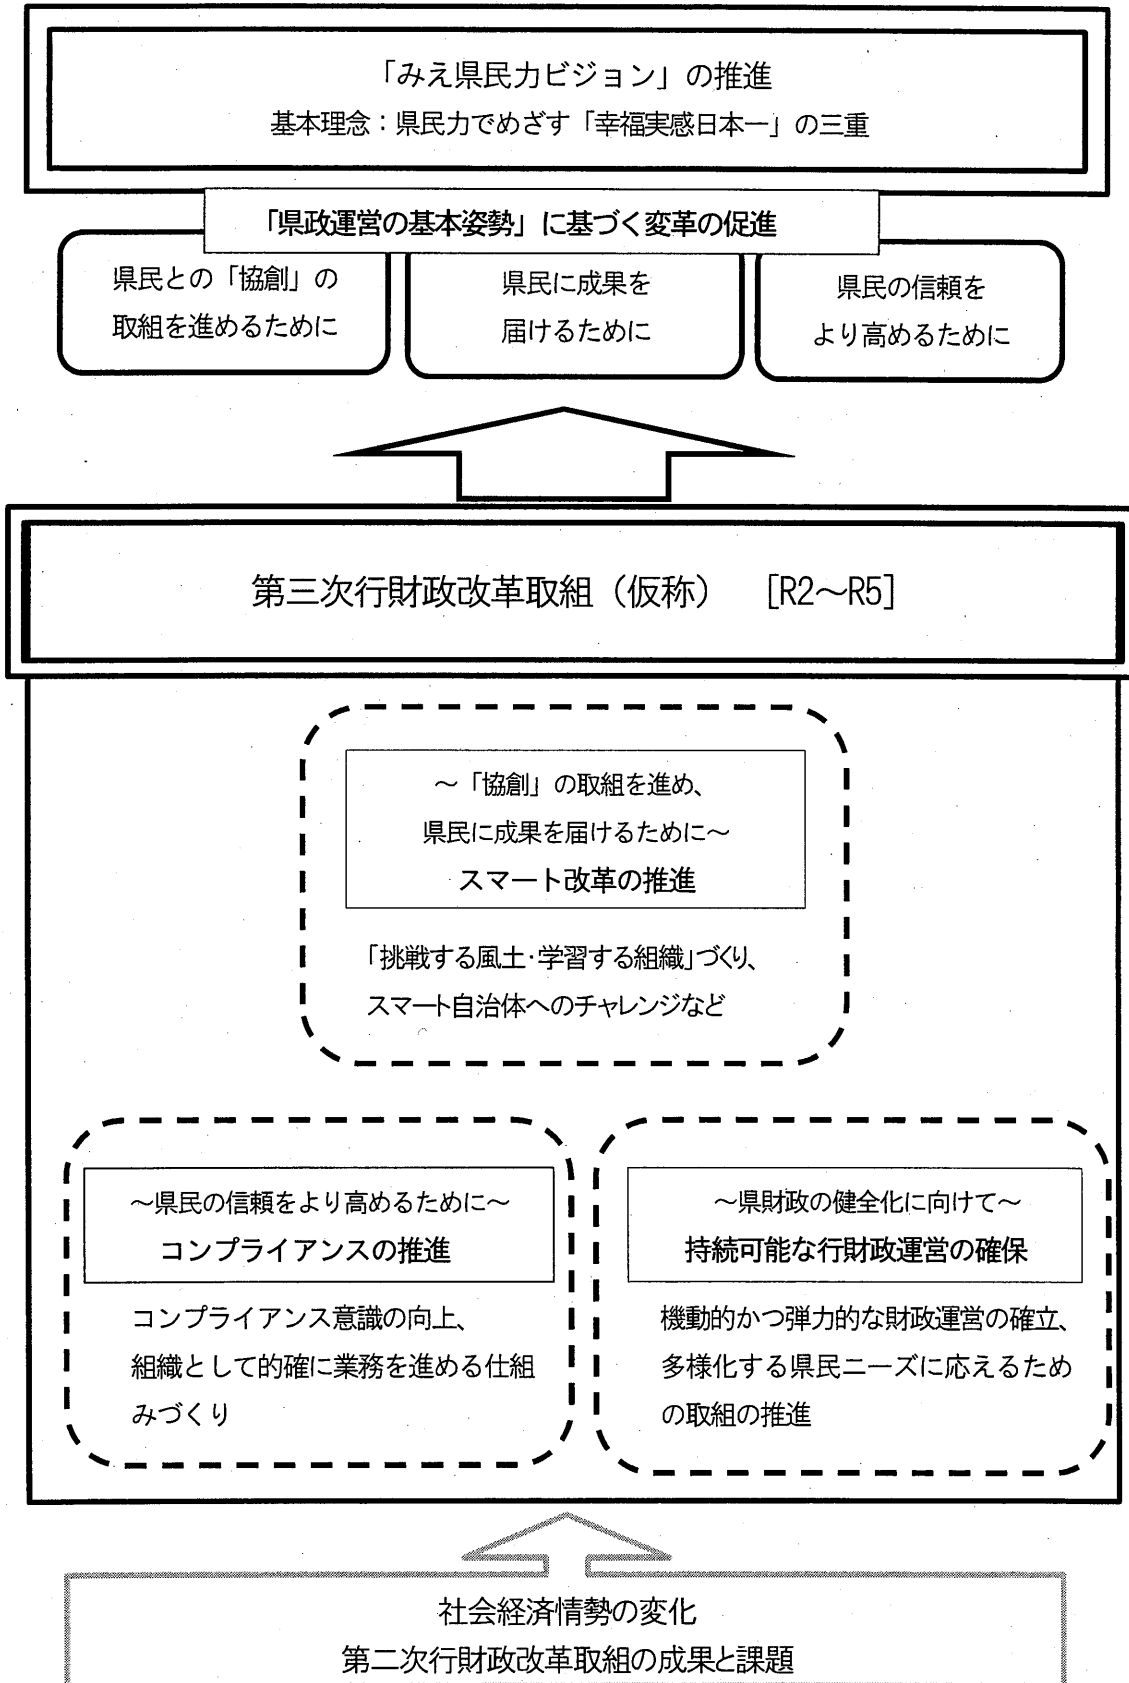 「みえ県民力ビジョン」の推進
基本理念：県民力でめざす「幸福実感日本一」の三重
「県政運営の基本姿勢」に基づく変革の促進
県民との「協創」の
取組を進めるために
県民に成果を
届けるために
県民の信頼を
より高めるために
第三次行財政改革取組（仮称）　［R2～R5］
～「協創」の取組を進め、
県民に成果を届けるために～
スマート改革の推進
「挑戦する風土・学習する組織」づくり、
スマート自治体へのチャレンジなど
～県民の信頼をより高めるために～
コンプライアンスの推進
コンプライアンス意識の向上、
組織として的確に業務を進める仕組
みづくり
～県財政の健全化に向けて～
持続可能な行財政運営の確保
機動的かつ弾力的な財政運営の確立、
多様化する県民ニーズに応えるため
の取組の推進
社会経済情勢の変化
第二次行財政改革取組の成果と課題